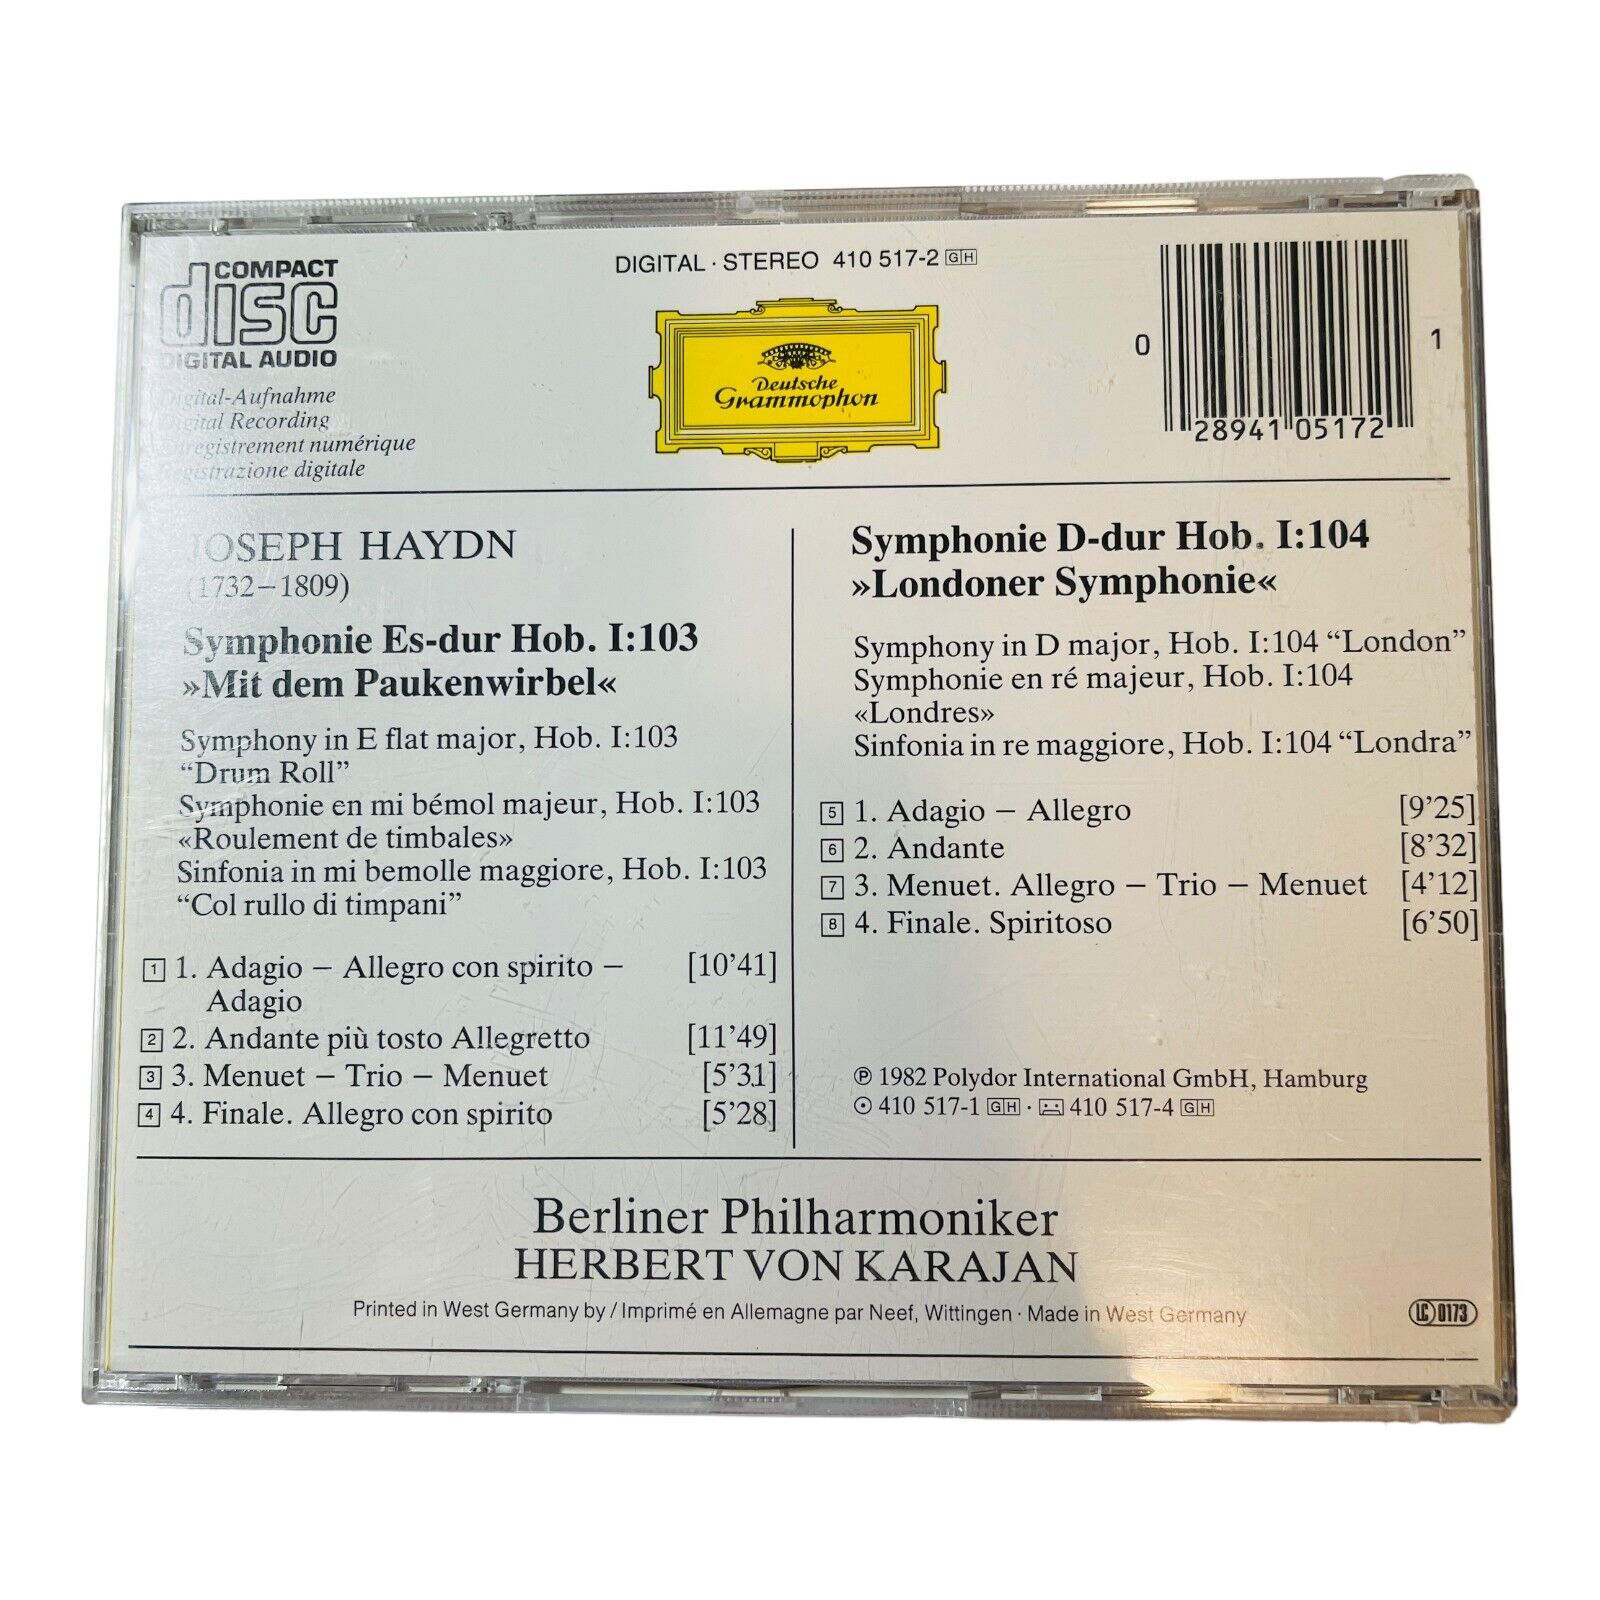 COMPACT
disc
DIGITAL AUDIO
Digital-Aufnahme
Digital Recording
Enregistrement numérique
Registrazione digitale
DIGITAL · STEREO 410 517-2 GH
Deutsche
Grammophon
0 28941 05172 1
JOSEPH HAYDN
(1732–1809)
Symphonie Es-dur Hob. I:103
»Mit dem Paukenwirbel«
Symphony in E flat major, Hob. I:103
“Drum Roll”
Symphonie en mi bémol majeur, Hob. I:103
«Roulement de timbales»
Sinfonia in mi bemolle maggiore, Hob. I:103
“Col rullo di timpani”
1 1. Adagio – Allegro con spirito – [10’41]
Adagio
2 2. Andante più tosto Allegretto [11’49]
3 3. Menuet – Trio – Menuet [5’31]
4 4. Finale. Allegro con spirito [5’28]
Symphonie D-dur Hob. I:104
»Londoner Symphonie«
Symphony in D major, Hob. I:104 “London”
Symphonie en ré majeur, Hob. I:104
«Londres»
Sinfonia in re maggiore, Hob. I:104 “Londra”
5 1. Adagio – Allegro [9’25]
6 2. Andante [8’32]
7 3. Menuet. Allegro – Trio – Menuet [4’12]
8 4. Finale. Spiritoso [6’50]
℗ 1982 Polydor International GmbH, Hamburg
410 517-1 GH · 410 517-4 GH
Berliner Philharmoniker
HERBERT VON KARAJAN
Printed in West Germany by / Imprimé en Allemagne par Neef, Wittingen · Made in West Germany
LC 0173